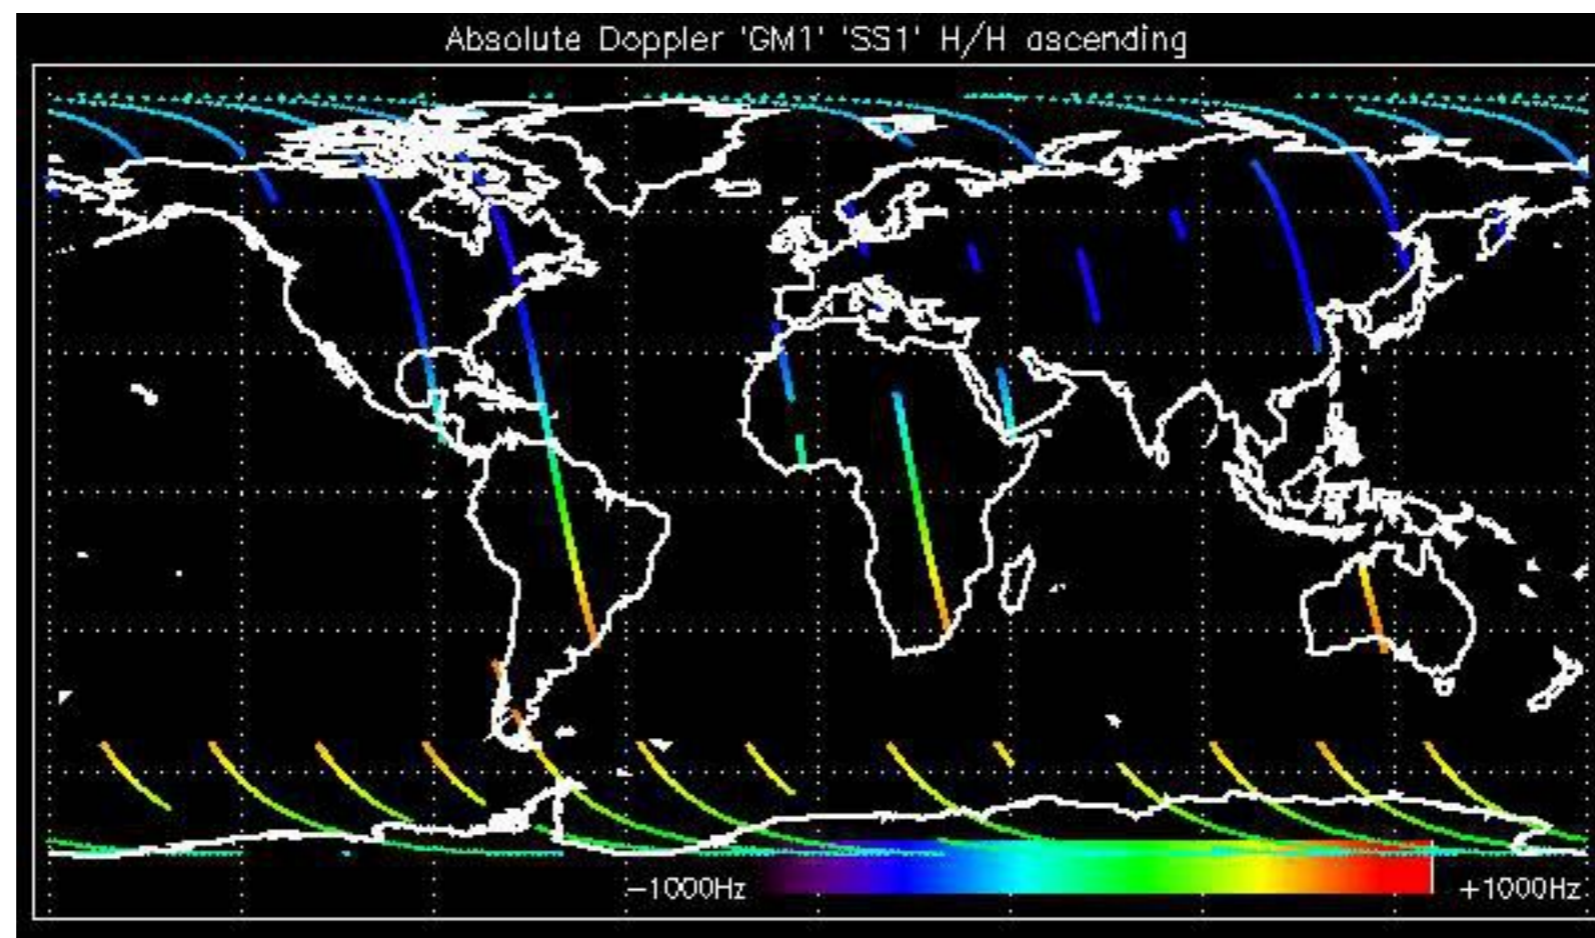 Absolute Doppler 'GM1' 'SS1' H/H ascending
-1000Hz
+1000Hz